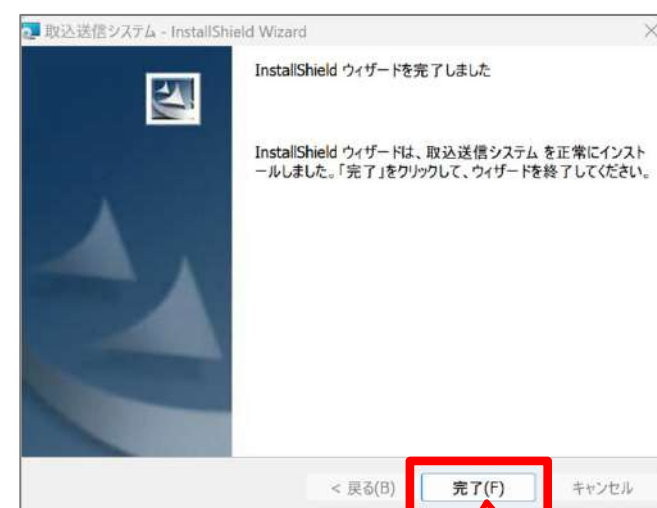 取込送信システム - InstallShield Wizard
InstallShield ウィザードを完了しました
InstallShield ウィザードは、取込送信システム を正常にインスト
ールしました。「完了」をクリックして、ウィザードを終了してください。
< 戻る(B)
完了(F)
キャンセル